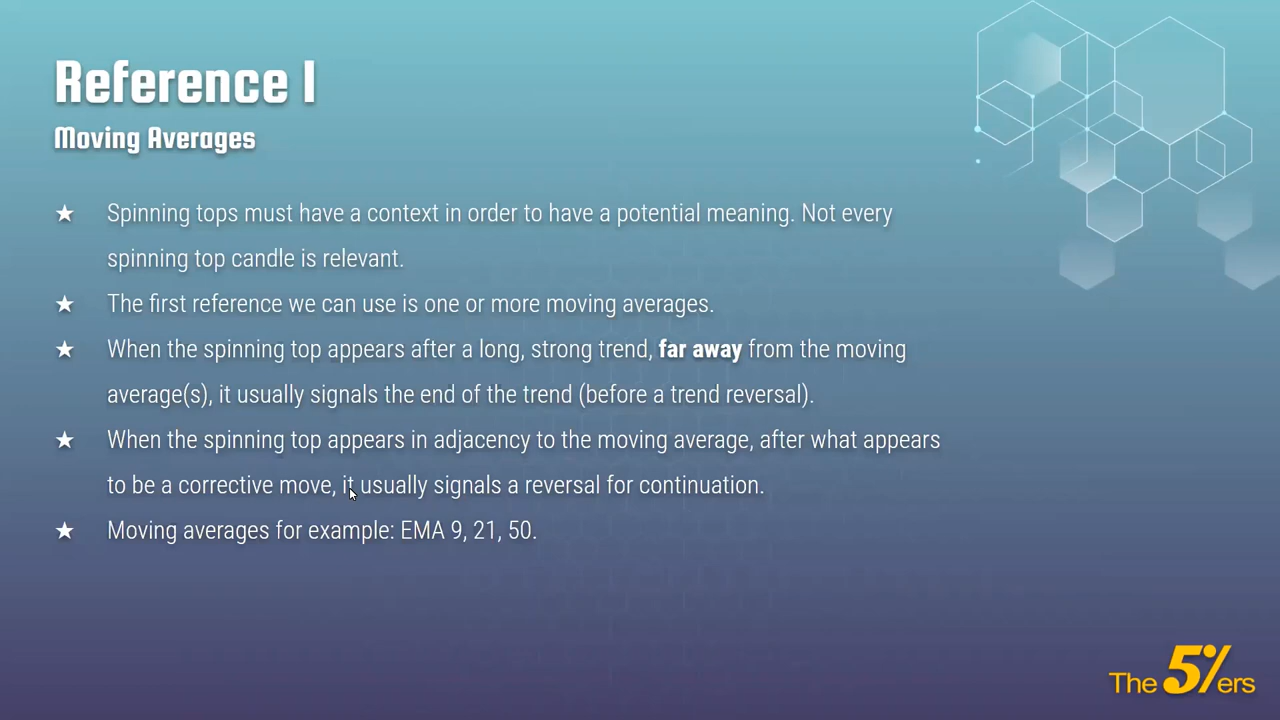 Reference I
Moving Averages
★ Spinning tops must have a context in order to have a potential meaning. Not every
spinning top candle is relevant.
★ The first reference we can use is one or more moving averages.
★ When the spinning top appears after a long, strong trend, far away from the moving
average(s), it usually signals the end of the trend (before a trend reversal).
★ When the spinning top appears in adjacency to the moving average, after what appears
to be a corrective move, it usually signals a reversal for continuation.
★ Moving averages for example: EMA 9, 21, 50.
The 5%ers